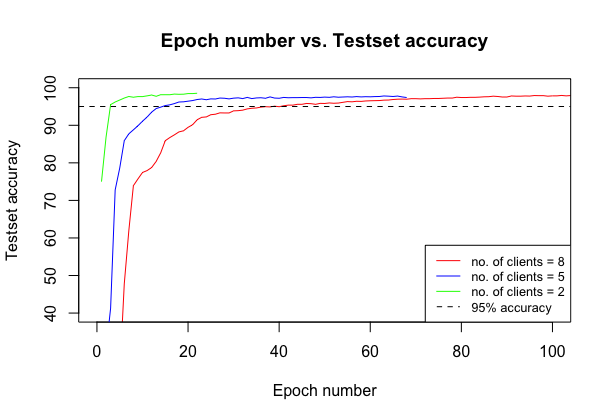 Epoch number vs. Testset accuracy
Testset accuracy
100
90
80
70
60
50
40
no. of clients = 8
no. of clients = 5
no. of clients = 2
95% accuracy
0 20 40 60 80 100
Epoch number